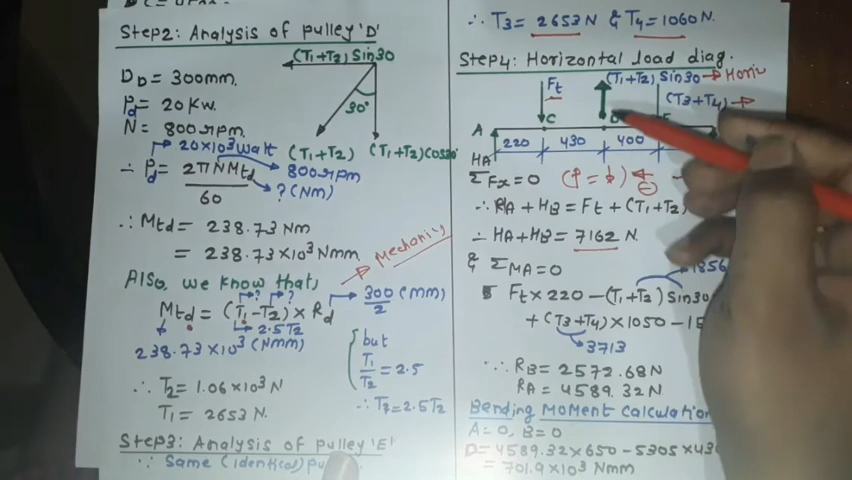 Step2: Analysis of pulley 'D'
(T1+T2) Sin30
DD = 300mm.
Pd = 20 Kw.
N = 800 rpm.
30°
(T1+T2) (T1+T2) Cos30
20×10³ Watt
∴ Pd = 2πNMtd / 60
800 rpm
? (Nm)
∴ Mtd = 238.73 Nm
= 238.73×10³ Nmm.
Also, we know that,
Mechanics
Mtd = (T1-T2) × Rd
? ?
300/2 (MM)
2.5T2
238.73×10³ (Nmm)
but
T1/T2 = 2.5
∴ T1=2.5T2
∴ T2 = 1.06×10³ N
T1 = 2653 N.
Step3: Analysis of pulley 'E'
∵ Same (identical)
∴ T3 = 2653 N & T4 = 1060 N.
Step4: Horizontal load diag.
(T1+T2) Sin30 → Horiz
Ft
(T3+T4) →
A C
220 430 400
HA
ΣFx = 0
∴ RA + HB = Ft + (T1+T2)
∴ HA+HB = 7162 N.
& ΣMA = 0
Ft × 220 - (T1+T2) Sin30
+ (T3+T4) × 1050 -
3713
∴ RB = 2572.68 N
RA = 4589.32 N.
Bending Moment Calculation
A=0, B=0
D = 4589.32×650 - 5305×430
= 701.9×10³ Nmm